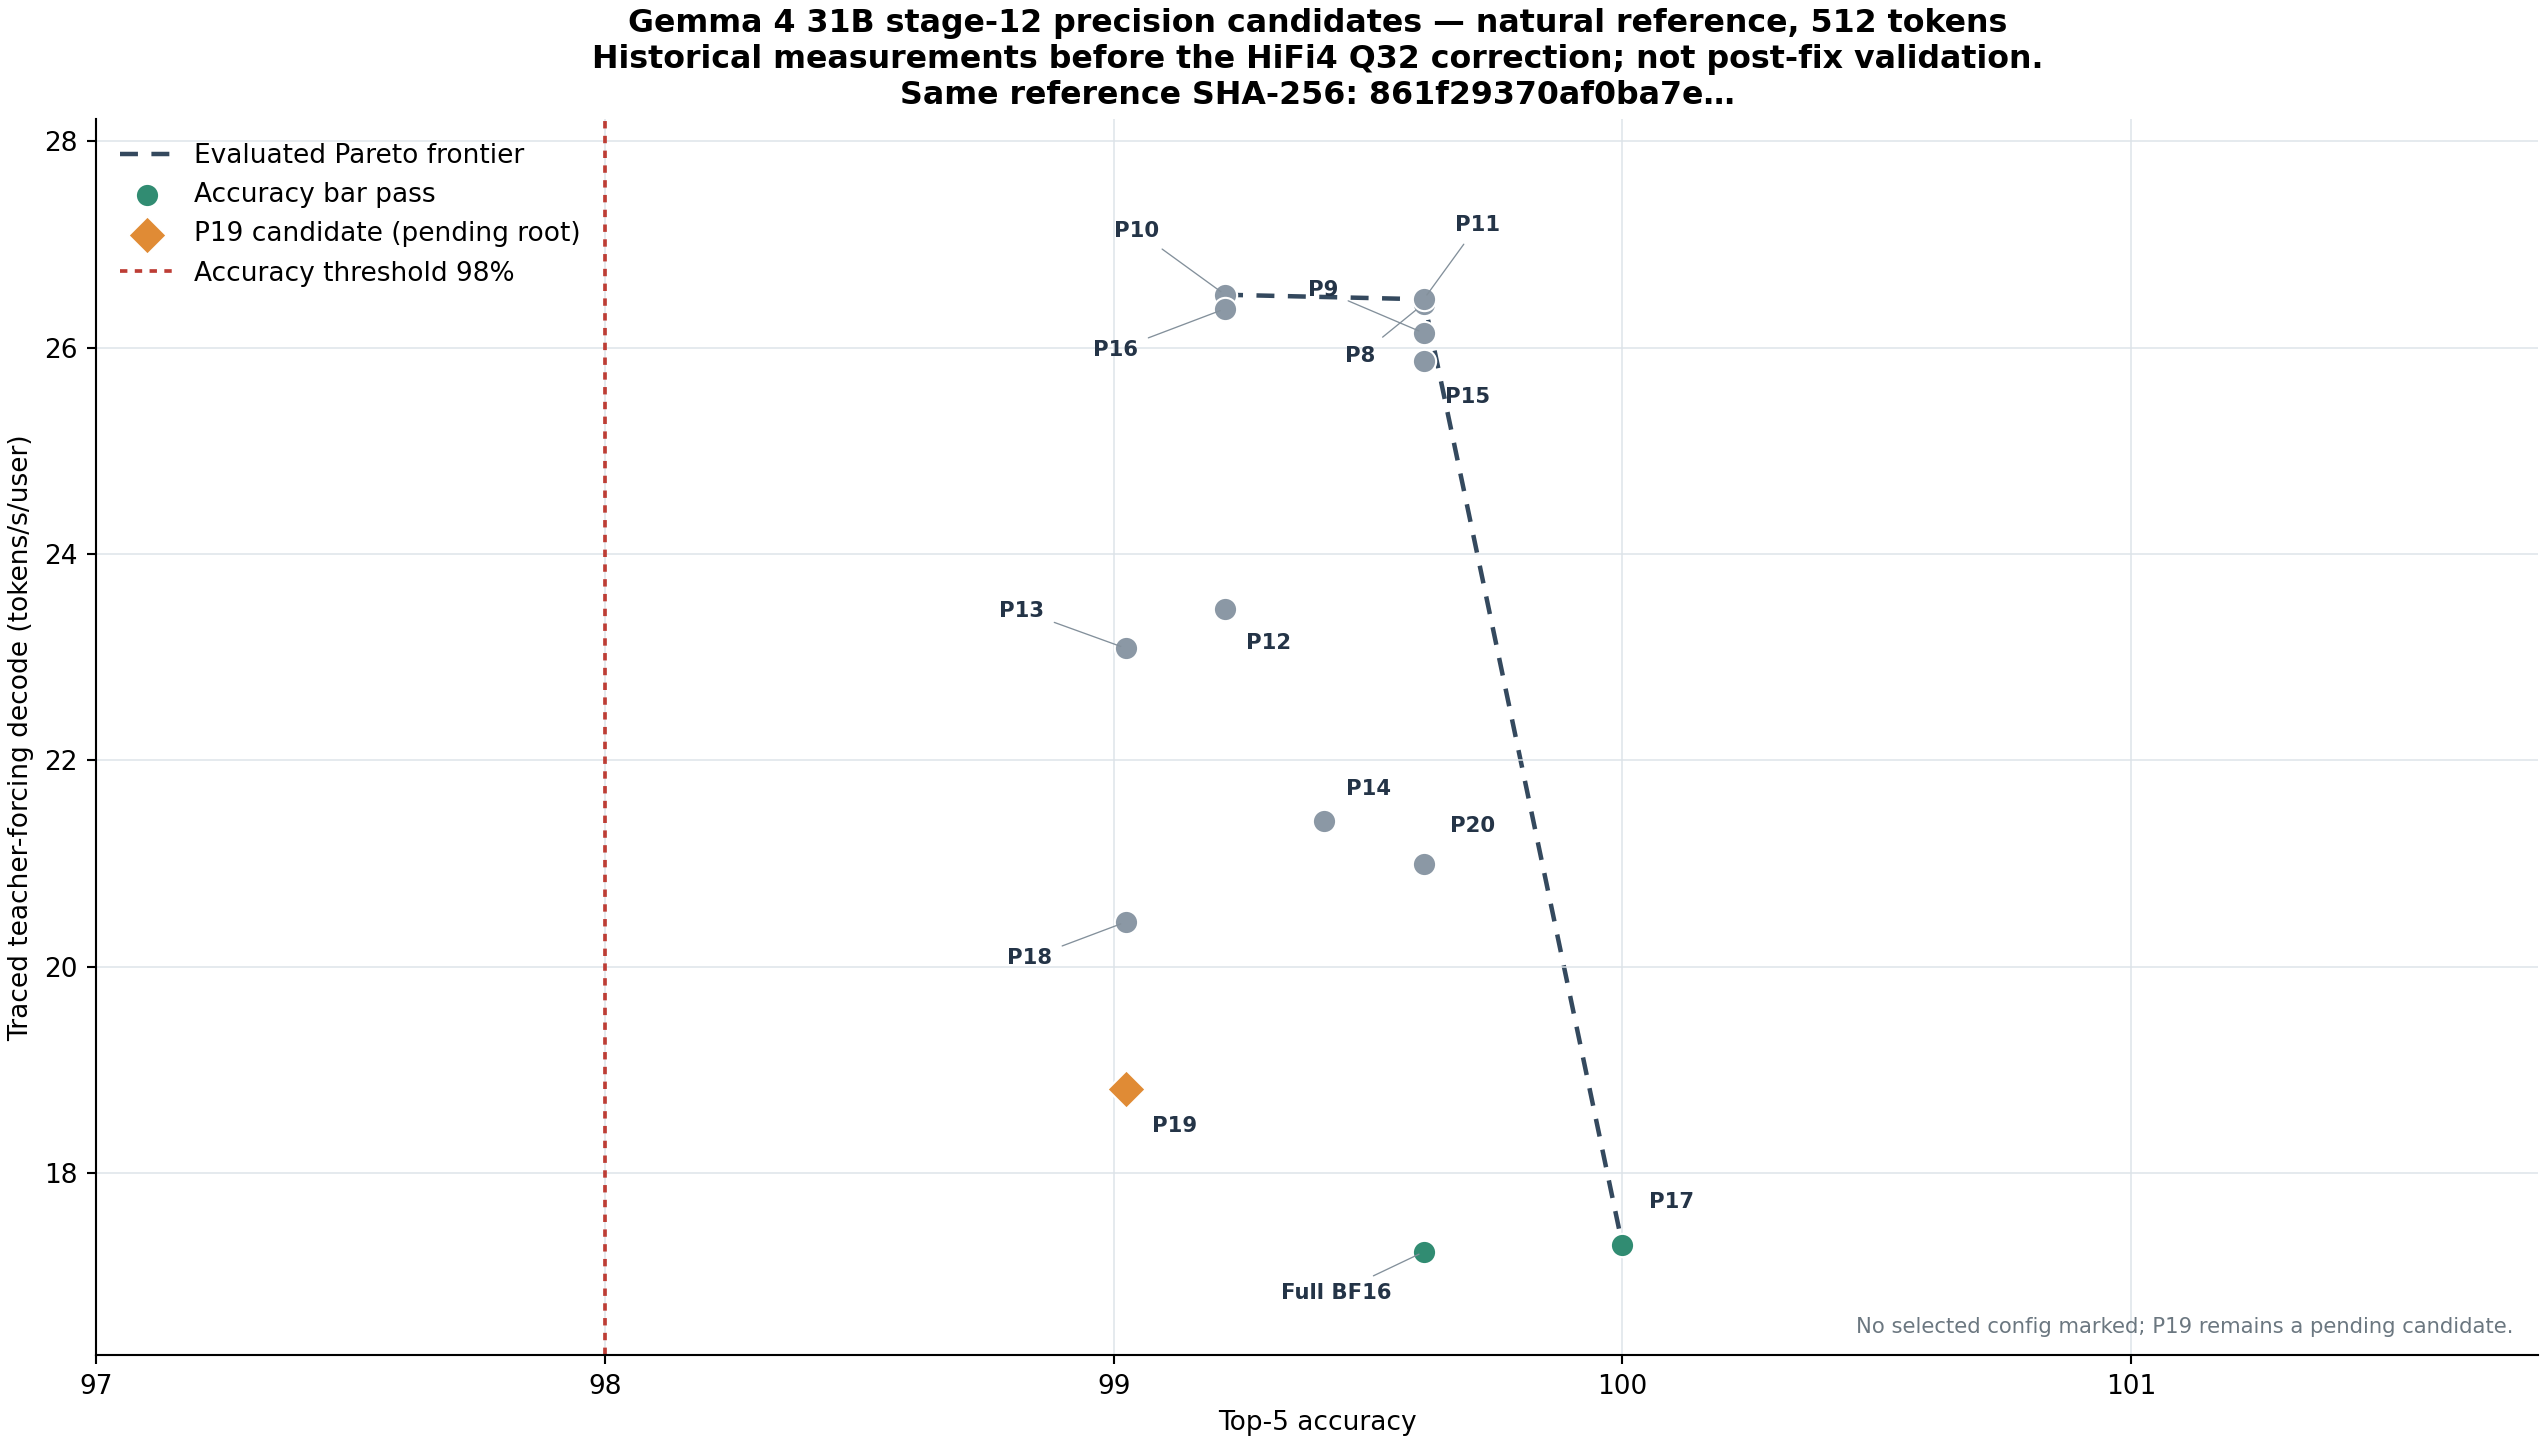 Gemma 4 31B stage-12 precision candidates — natural reference, 512 tokens
Historical measurements before the HiFi4 Q32 correction; not post-fix validation.
Same reference SHA-256: 861f29370af0ba7e…
Evaluated Pareto frontier
Accuracy bar pass
P19 candidate (pending root)
Accuracy threshold 98%
Traced teacher-forcing decode (tokens/s/user)
28
26
24
22
20
18
P10
P11
P9
P16
P8
P15
P13
P12
P14
P20
P18
P19
P17
Full BF16
No selected config marked; P19 remains a pending candidate.
97
98
99
100
101
Top-5 accuracy